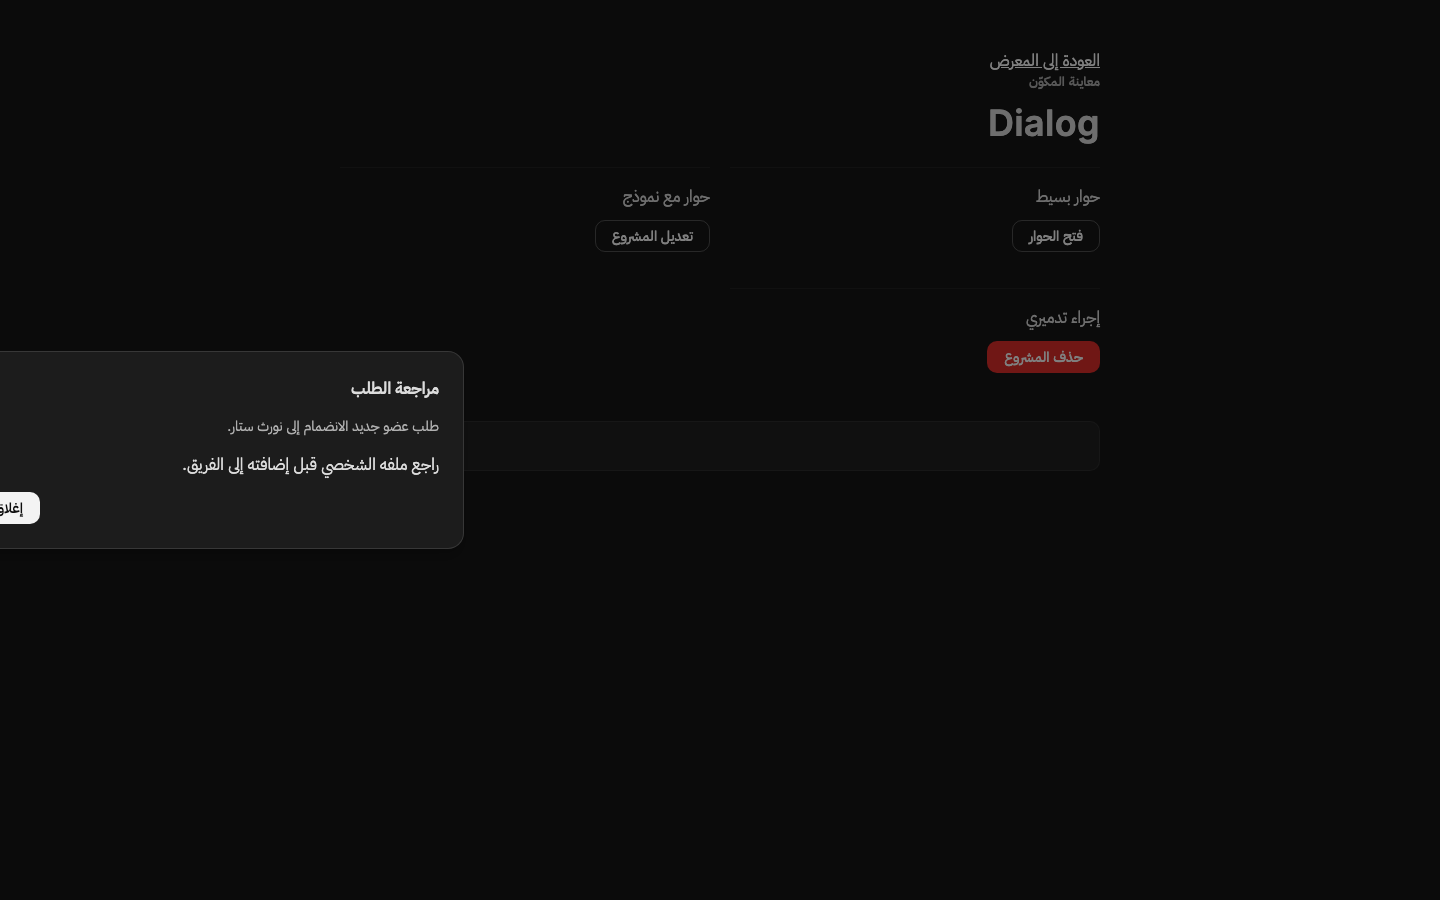 العودة إلى المعرض
معاينة المكوّن
Dialog
حوار بسيط
فتح الحوار
حوار مع نموذج
تعديل المشروع
إجراء تدميري
حذف المشروع
مراجعة الطلب
طلب عضو جديد الانضمام إلى نورث ستار.
راجع ملفه الشخصي قبل إضافته إلى الفريق.